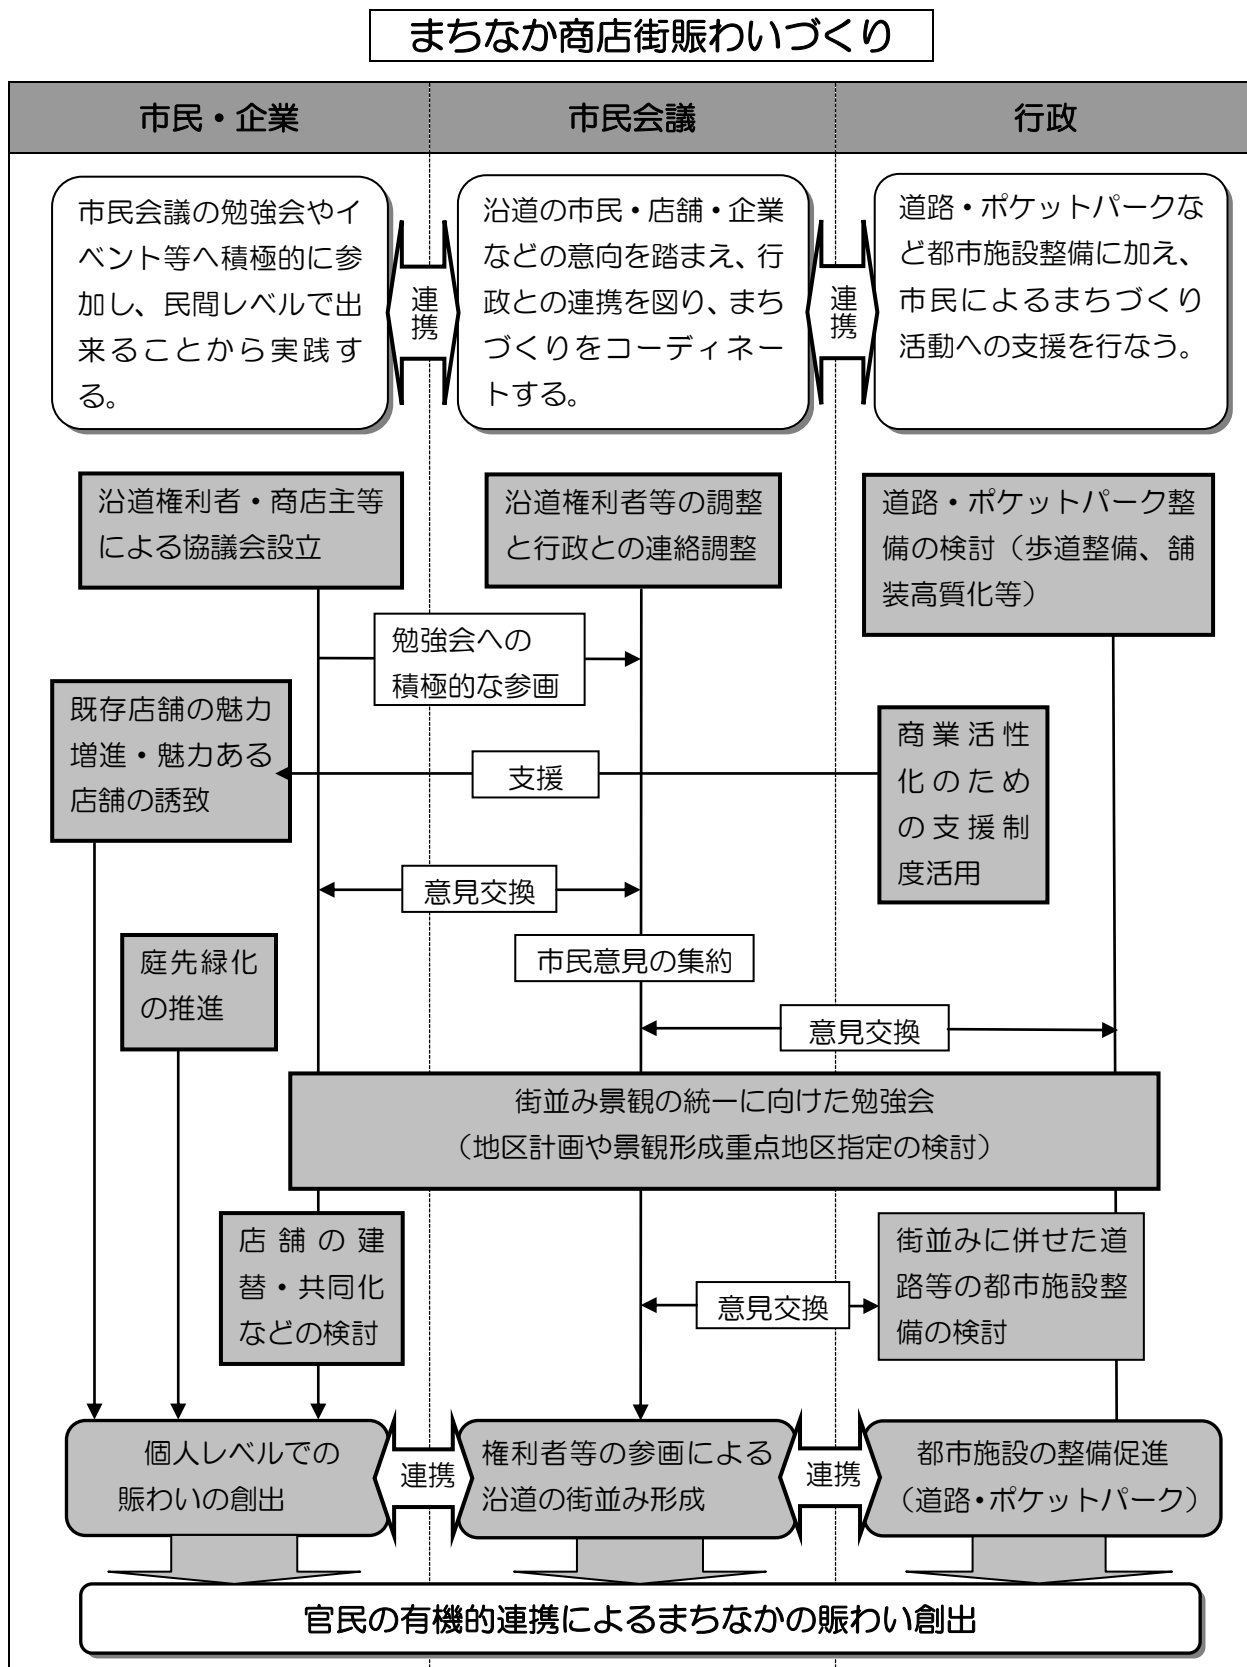 まちなか商店街賑わいづくり
市民・企業
市民会議
行政
市民会議の勉強会やイ
ベント等へ積極的に参
加し、民間レベルで出
来ることから実践す
る。
連携
沿道の市民・店舗・企業
などの意向を踏まえ、行
政との連携を図り、まち
づくりをコーディネー
トする。
連携
道路・ポケットパークな
ど都市施設整備に加え、
市民によるまちづくり
活動への支援を行なう。
沿道権利者・商店主等
による協議会設立
沿道権利者等の調整
と行政との連絡調整
道路・ポケットパーク整
備の検討（歩道整備、舗
装高質化等）
勉強会への
積極的な参画
既存店舗の魅力
増進・魅力ある
店舗の誘致
支援
商業活性
化のため
の支援制
度活用
意見交換
市民意見の集約
庭先緑化
の推進
意見交換
街並み景観の統一に向けた勉強会
（地区計画や景観形成重点地区指定の検討）
店舗の建
替・共同化
などの検討
意見交換
街並みに併せた道
路等の都市施設整
備の検討
個人レベルでの
賑わいの創出
連携
権利者等の参画による
沿道の街並み形成
連携
都市施設の整備促進
（道路・ポケットパーク）
官民の有機的連携によるまちなかの賑わい創出